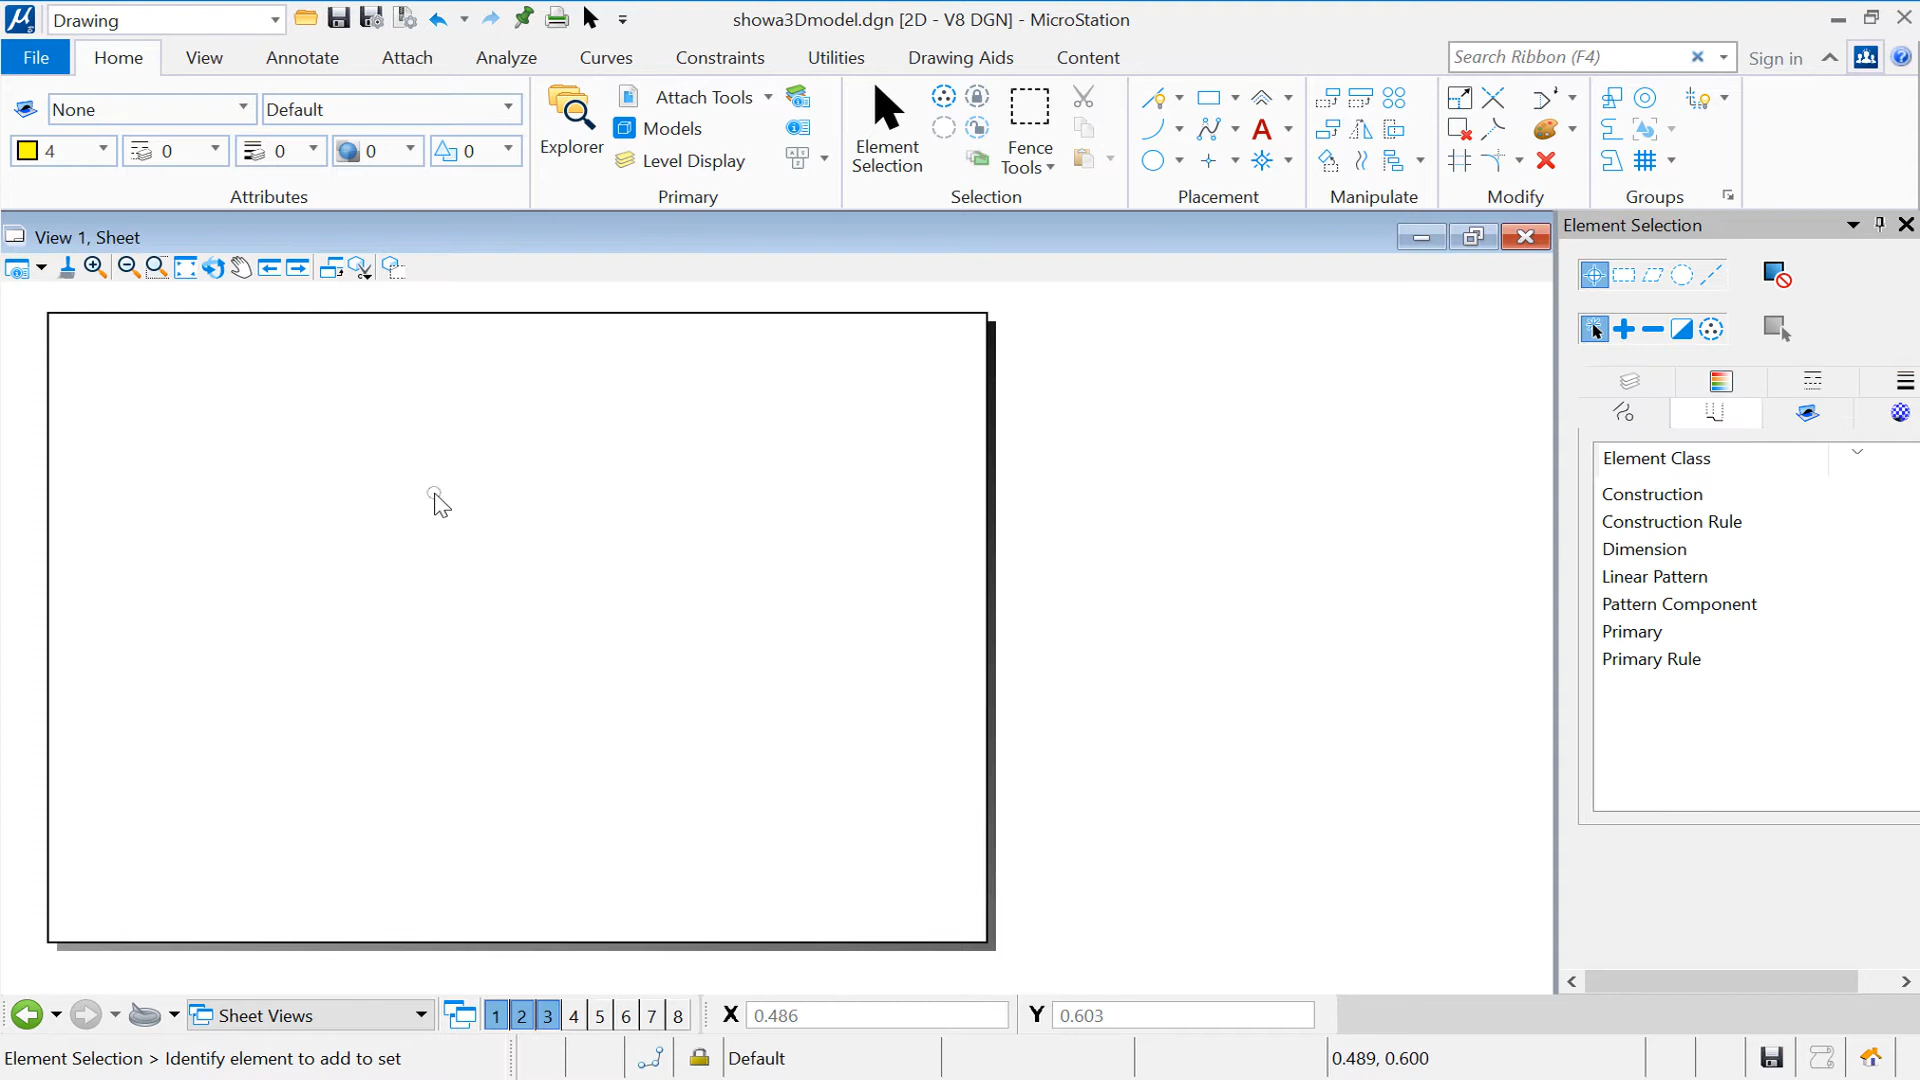 Drawing
showa3Dmodel.dgn [2D - V8 DGN] - MicroStation
File Home View Annotate Attach Analyze Curves Constraints Utilities Drawing Aids Content
Search Ribbon (F4)
Sign in
None
Default
4
0
0
0
0
Attributes
Explorer
Attach Tools
Models
Level Display
Primary
Element
Selection
Fence
Tools
Selection
Placement
Manipulate
Modify
Groups
View 1, Sheet
Element Selection
Element Class
Construction
Construction Rule
Dimension
Linear Pattern
Pattern Component
Primary
Primary Rule
Sheet Views
1 2 3 4 5 6 7 8
X 0.486
Y 0.603
Element Selection > Identify element to add to set
Default
0.489, 0.600